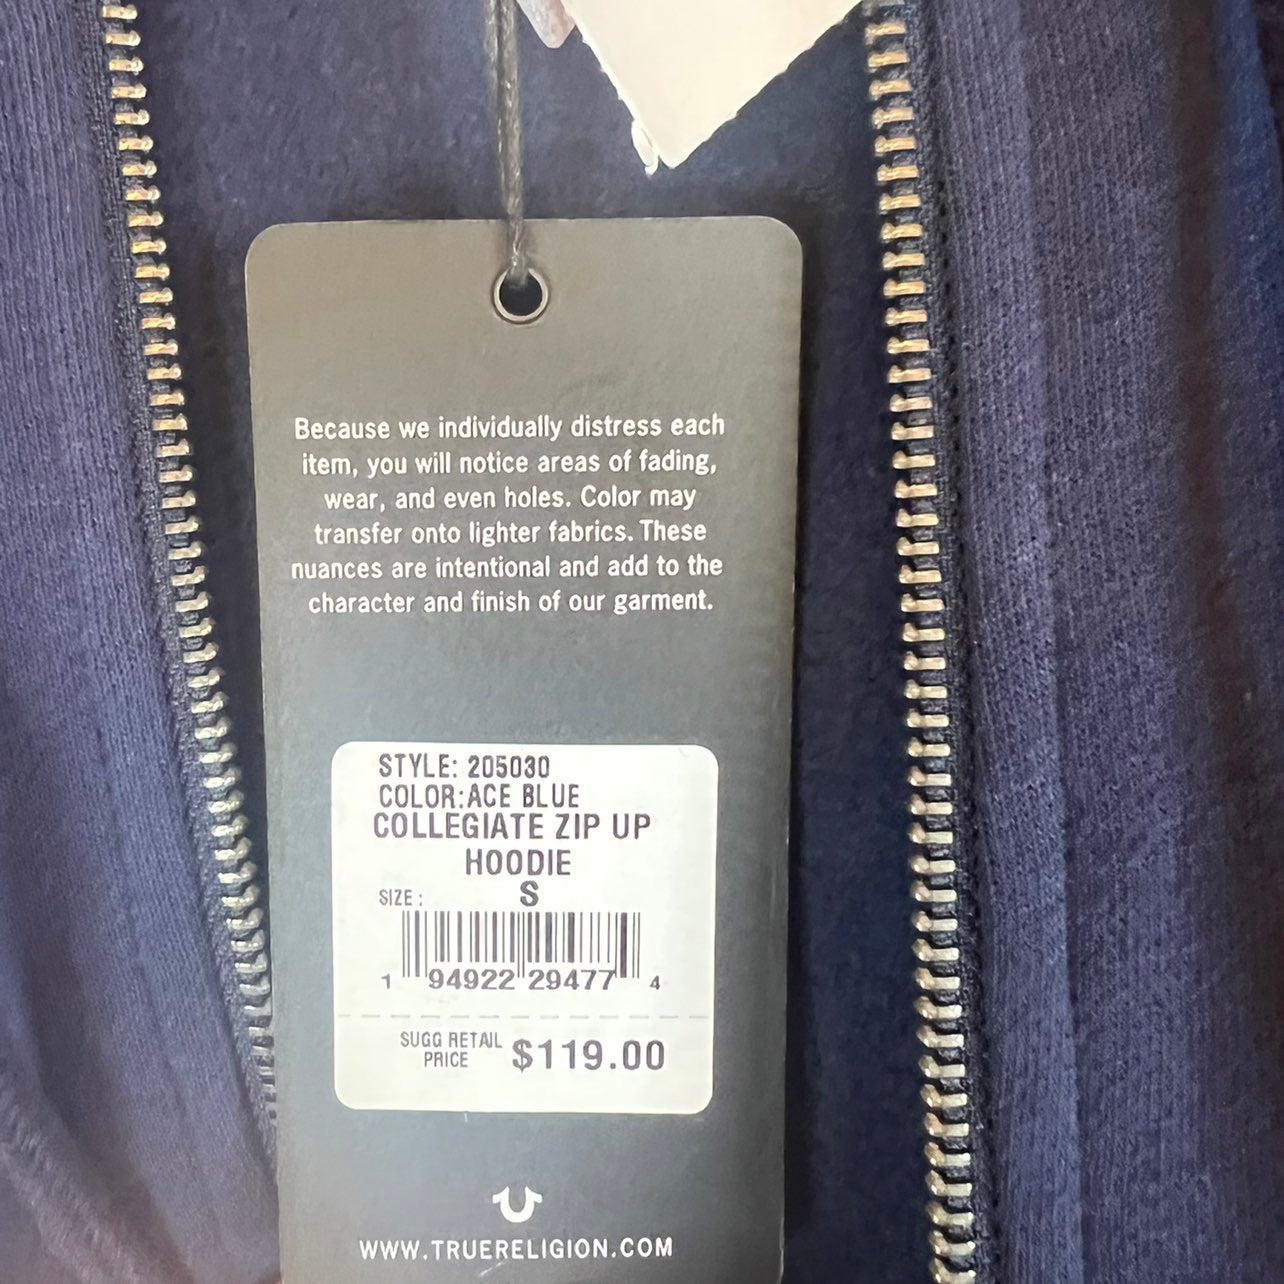 Because we individually distress each
item, you will notice areas of fading,
wear, and even holes. Color may
transfer onto lighter fabrics. These
nuances are intentional and add to the
character and finish of our garment.
STYLE: 205030
COLOR:ACE BLUE
COLLEGIATE ZIP UP
HOODIE
SIZE: S
1 94922 29477 4
SUGG RETAIL
PRICE $119.00
WWW.TRUERELIGION.COM